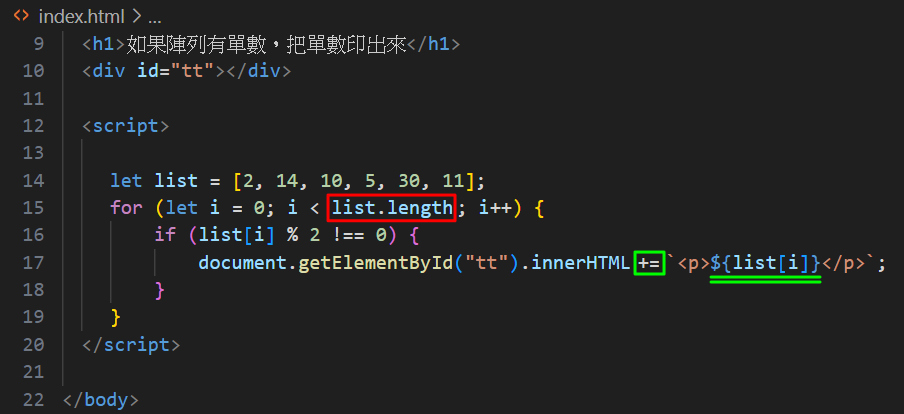 <> index.html > ...
9 <h1>如果陣列有單數，把單數印出來</h1>
10 <div id="tt"></div>
11
12 <script>
13
14 let list = [2, 14, 10, 5, 30, 11];
15 for (let i = 0; i < list.length; i++) {
16 if (list[i] % 2 !== 0) {
17 document.getElementById("tt").innerHTML +=`<p>${list[i]}</p>`;
18 }
19 }
20 </script>
21
22 </body>